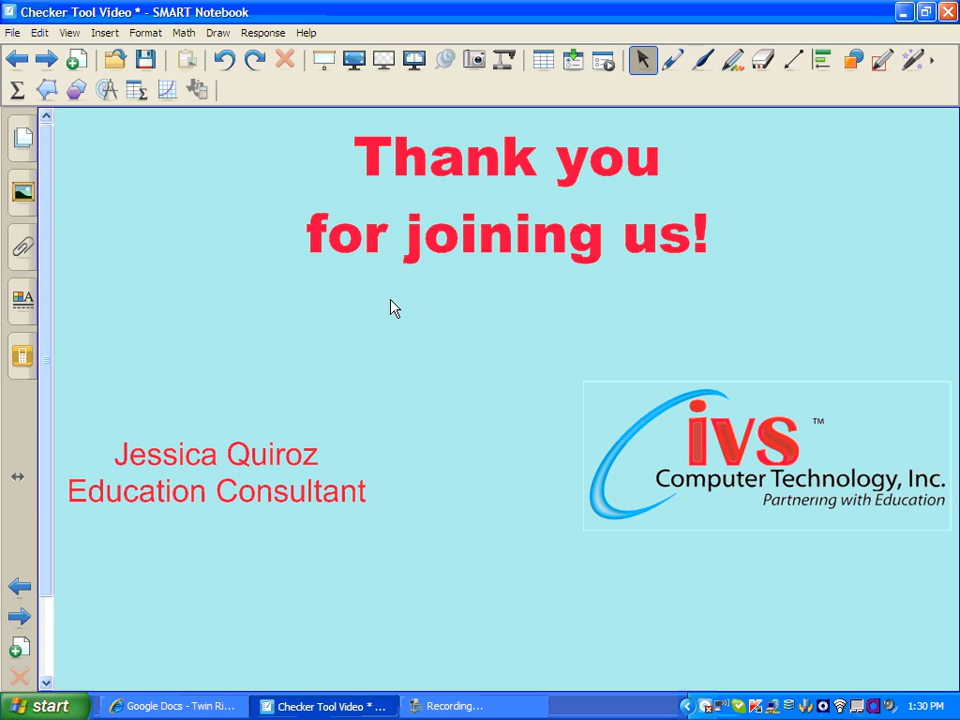 Checker Tool Video * - SMART Notebook
File Edit View Insert Format Math Draw Response Help
Thank you
for joining us!
Jessica Quiroz
Education Consultant
ivs™
Computer Technology, Inc.
Partnering with Education
start
Google Docs - Twin Ri...
Checker Tool Video * ...
Recording...
1:30 PM